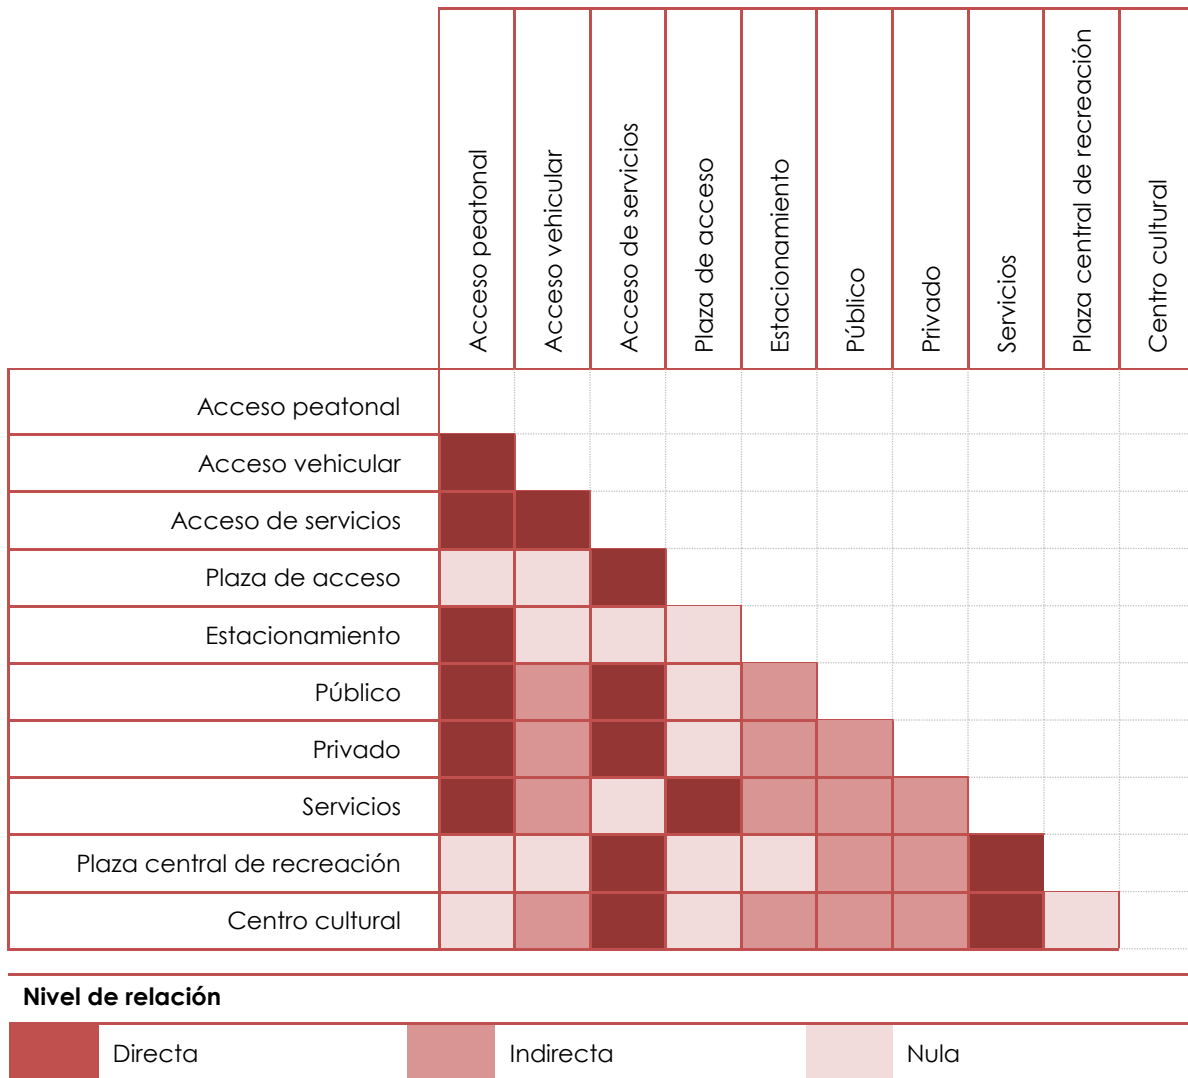 Acceso peatonal
Acceso vehicular
Acceso de servicios
Plaza de acceso
Estacionamiento
Público
Privado
Servicios
Plaza central de recreación
Centro cultural
Acceso peatonal
Acceso vehicular
Acceso de servicios
Plaza de acceso
Estacionamiento
Público
Privado
Servicios
Plaza central de recreación
Centro cultural
Nivel de relación
Directa
Indirecta
Nula